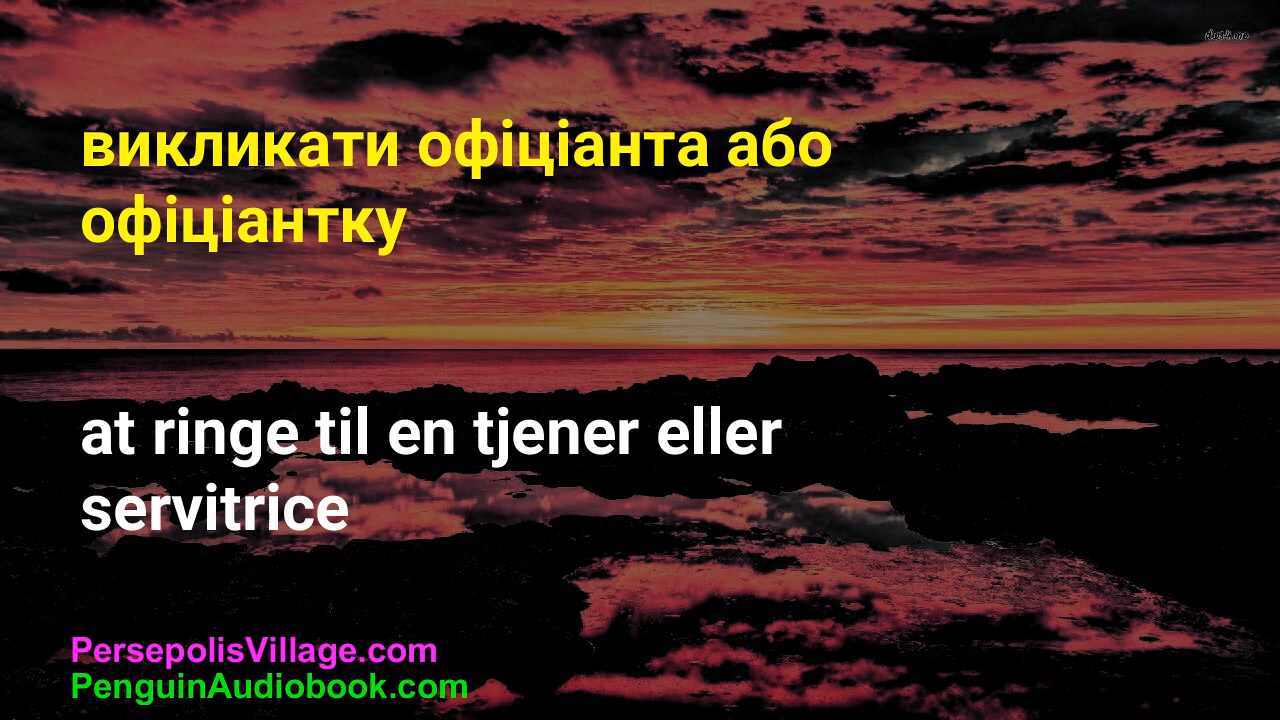 викликати офіціанта або
офіціантку
at ringe til en tjener eller
servitrice
PersepolisVillage.com
PenguinAudiobook.com